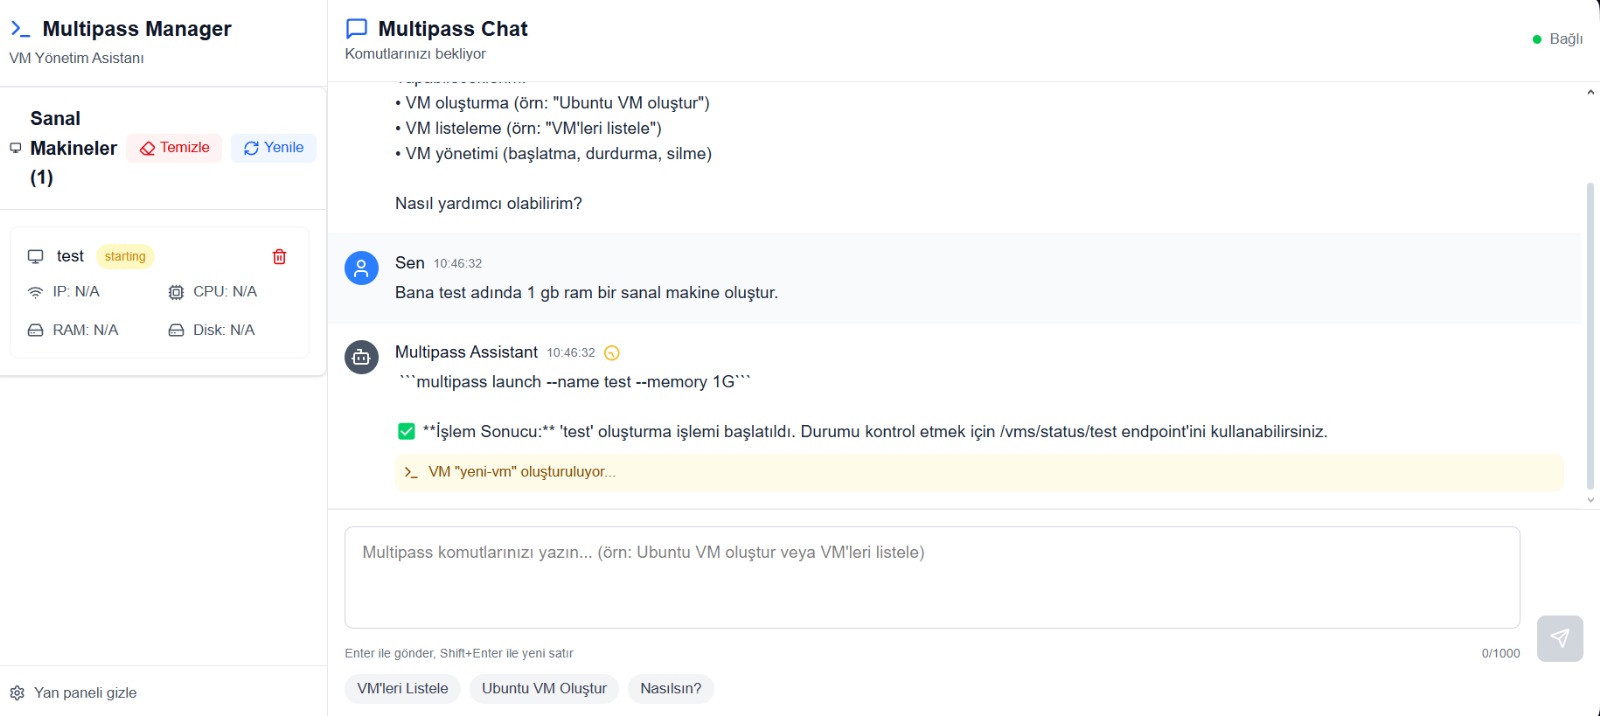 Multipass Manager
VM Yönetim Asistanı
Sanal
Makineler
(1)
Temizle
Yenile
test
starting
IP: N/A
CPU: N/A
RAM: N/A
Disk: N/A
Yan paneli gizle
Multipass Chat
Komutlarınızı bekliyor
Bağlı
• VM oluşturma (örn: "Ubuntu VM oluştur")
• VM listeleme (örn: "VM'leri listele")
• VM yönetimi (başlatma, durdurma, silme)
Nasıl yardımcı olabilirim?
Sen 10:46:32
Bana test adında 1 gb ram bir sanal makine oluştur.
Multipass Assistant 10:46:32
```multipass launch --name test --memory 1G```
✅ **İşlem Sonucu:** 'test' oluşturma işlemi başlatıldı. Durumu kontrol etmek için /vms/status/test endpoint'ini kullanabilirsiniz.
VM "yeni-vm" oluşturuluyor...
Multipass komutlarınızı yazın... (örn: Ubuntu VM oluştur veya VM'leri listele)
Enter ile gönder, Shift+Enter ile yeni satır
0/1000
VM'leri Listele
Ubuntu VM Oluştur
Nasılsın?